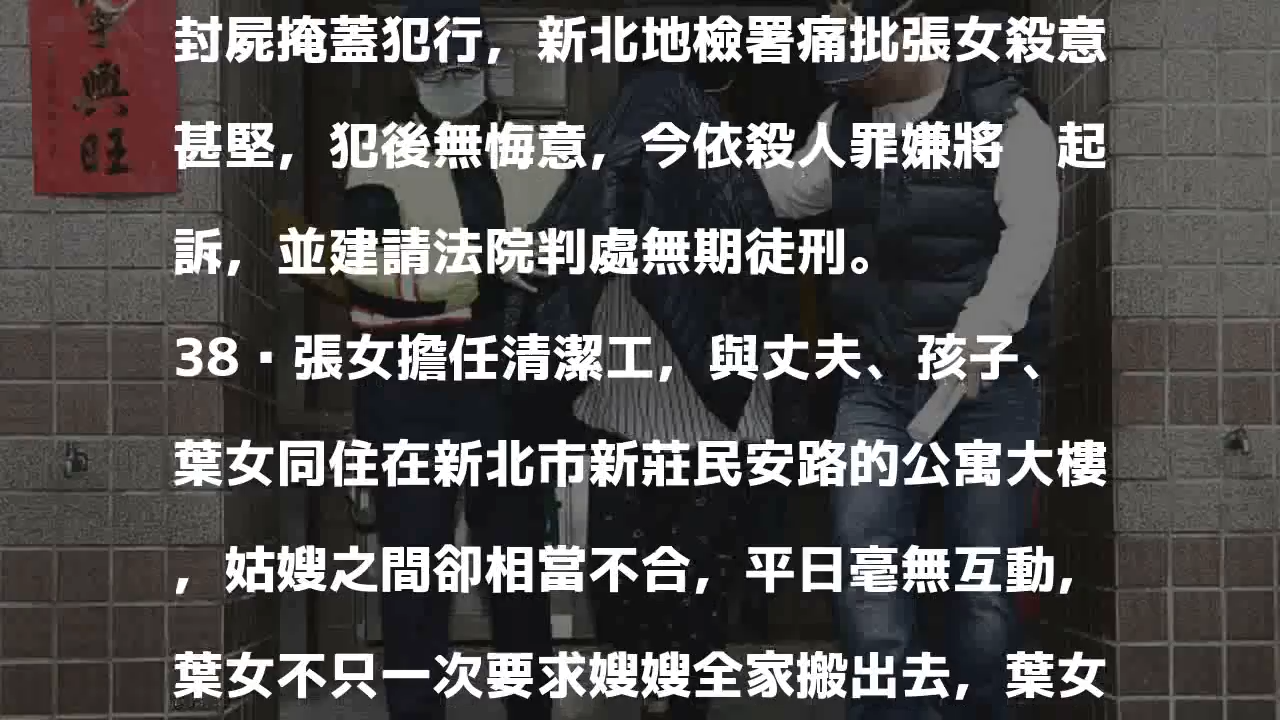 興
旺
封屍掩蓋犯行，新北地檢署痛批張女殺意
甚堅，犯後無悔意，今依殺人罪嫌將　起
訴，並建請法院判處無期徒刑。
38·張女擔任清潔工，與丈夫、孩子、
葉女同住在新北市新莊民安路的公寓大樓
，姑嫂之間卻相當不合，平日毫無互動，
葉女不只一次要求嫂嫂全家搬出去，葉女